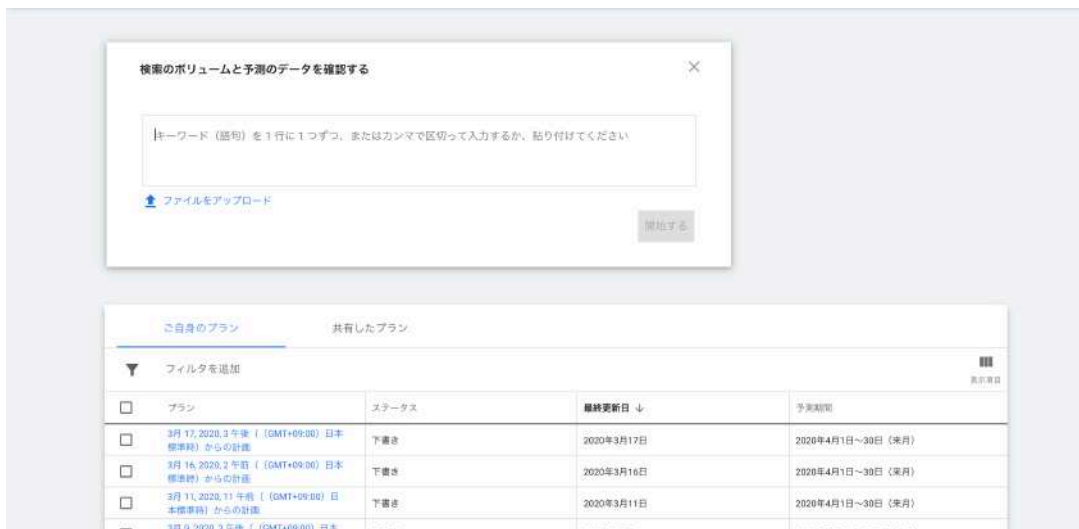 検索のボリュームと予測のデータを確認する
キーワード（語句）を1行に1つずつ、またはカンマで区切って入力するか、貼り付けてください
ファイルをアップロード
開始する
ご自身のプラン 共有したプラン
フィルタを追加
表示項目
プラン ステータス 最終更新日 ↓ 予測期間
3月 17, 2020, 3 午後 (（GMT+09:00）日本
標準時）からの計画
下書き 2020年3月17日 2020年4月1日～30日（来月）
3月 16, 2020, 2 午前 (（GMT+09:00）日本
標準時）からの計画
下書き 2020年3月16日 2020年4月1日～30日（来月）
3月 11, 2020, 11 午前 (（GMT+09:00）日
本標準時）からの計画
下書き 2020年3月11日 2020年4月1日～30日（来月）
3月 9, 2020, 3 午後 (（GMT+09:00）日本